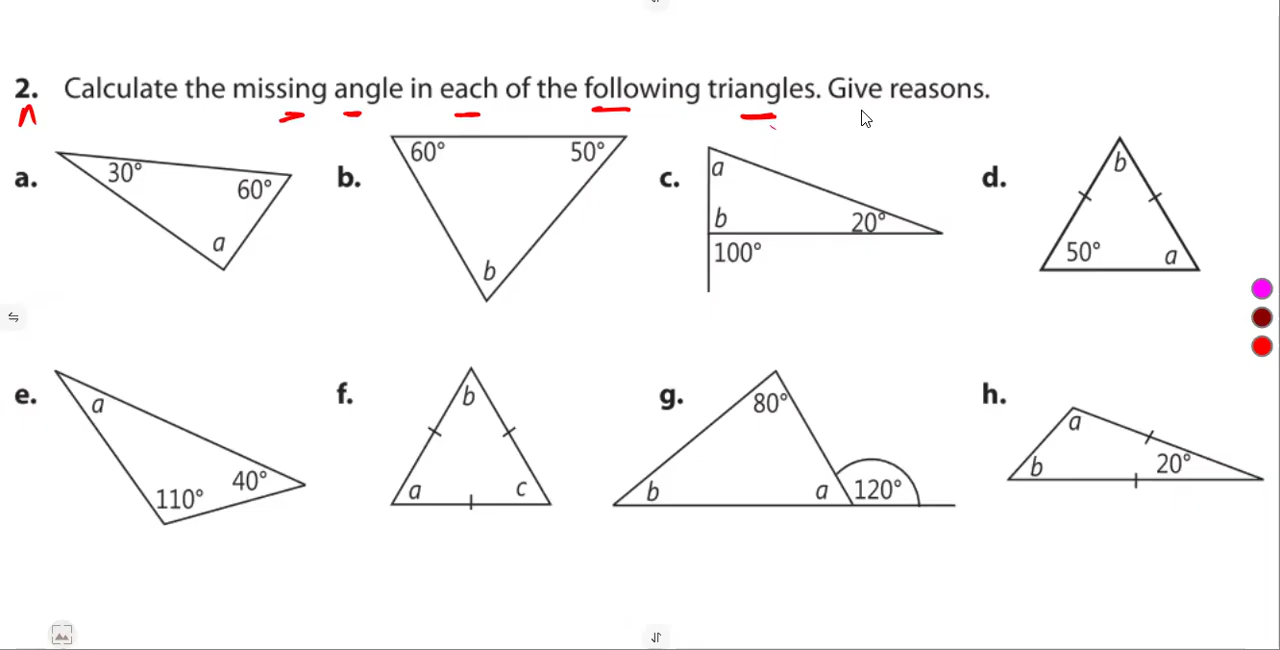 2. Calculate the missing angle in each of the following triangles. Give reasons.
a. 30° 60° a
b. 60° 50° b
c. a b 20° 100°
d. b 50° a
e. a 110° 40°
f. b a c
g. 80° b a 120°
h. a b 20°